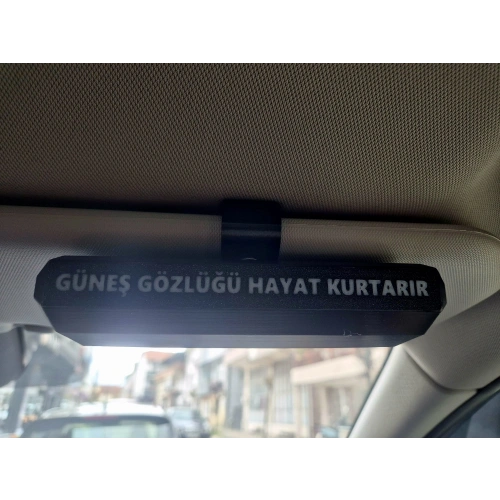 GÜNEŞ GÖZLÜĞÜ HAYAT KURTARIR